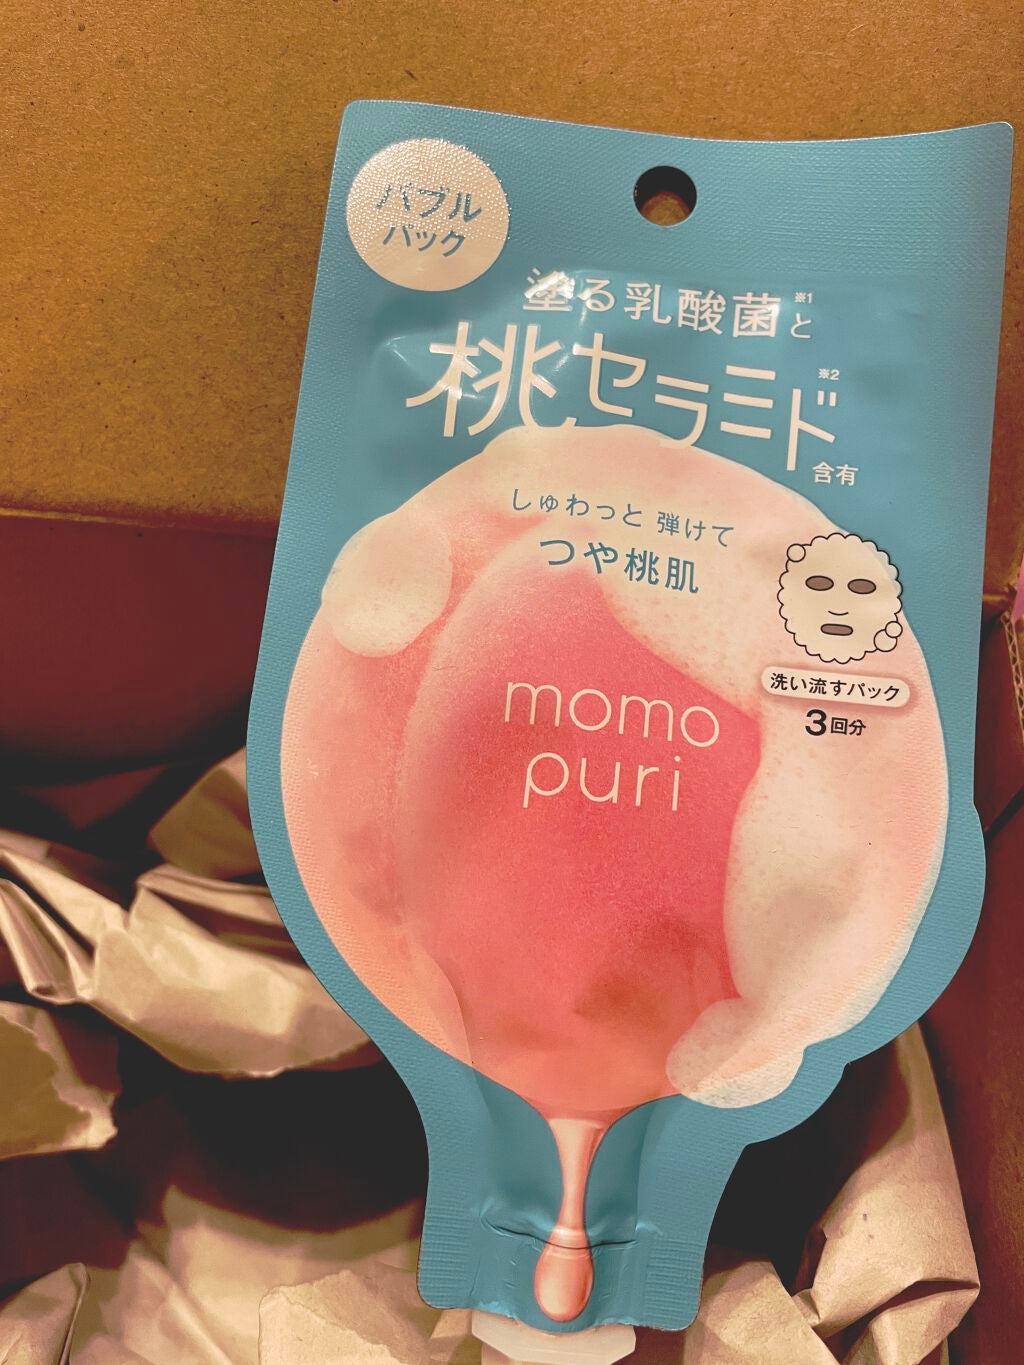 バブル
パック
塗る乳酸菌※1と
桃セラミド※2
含有
しゅわっと 弾けて
つや桃肌
momo
puri
洗い流すパック
3回分